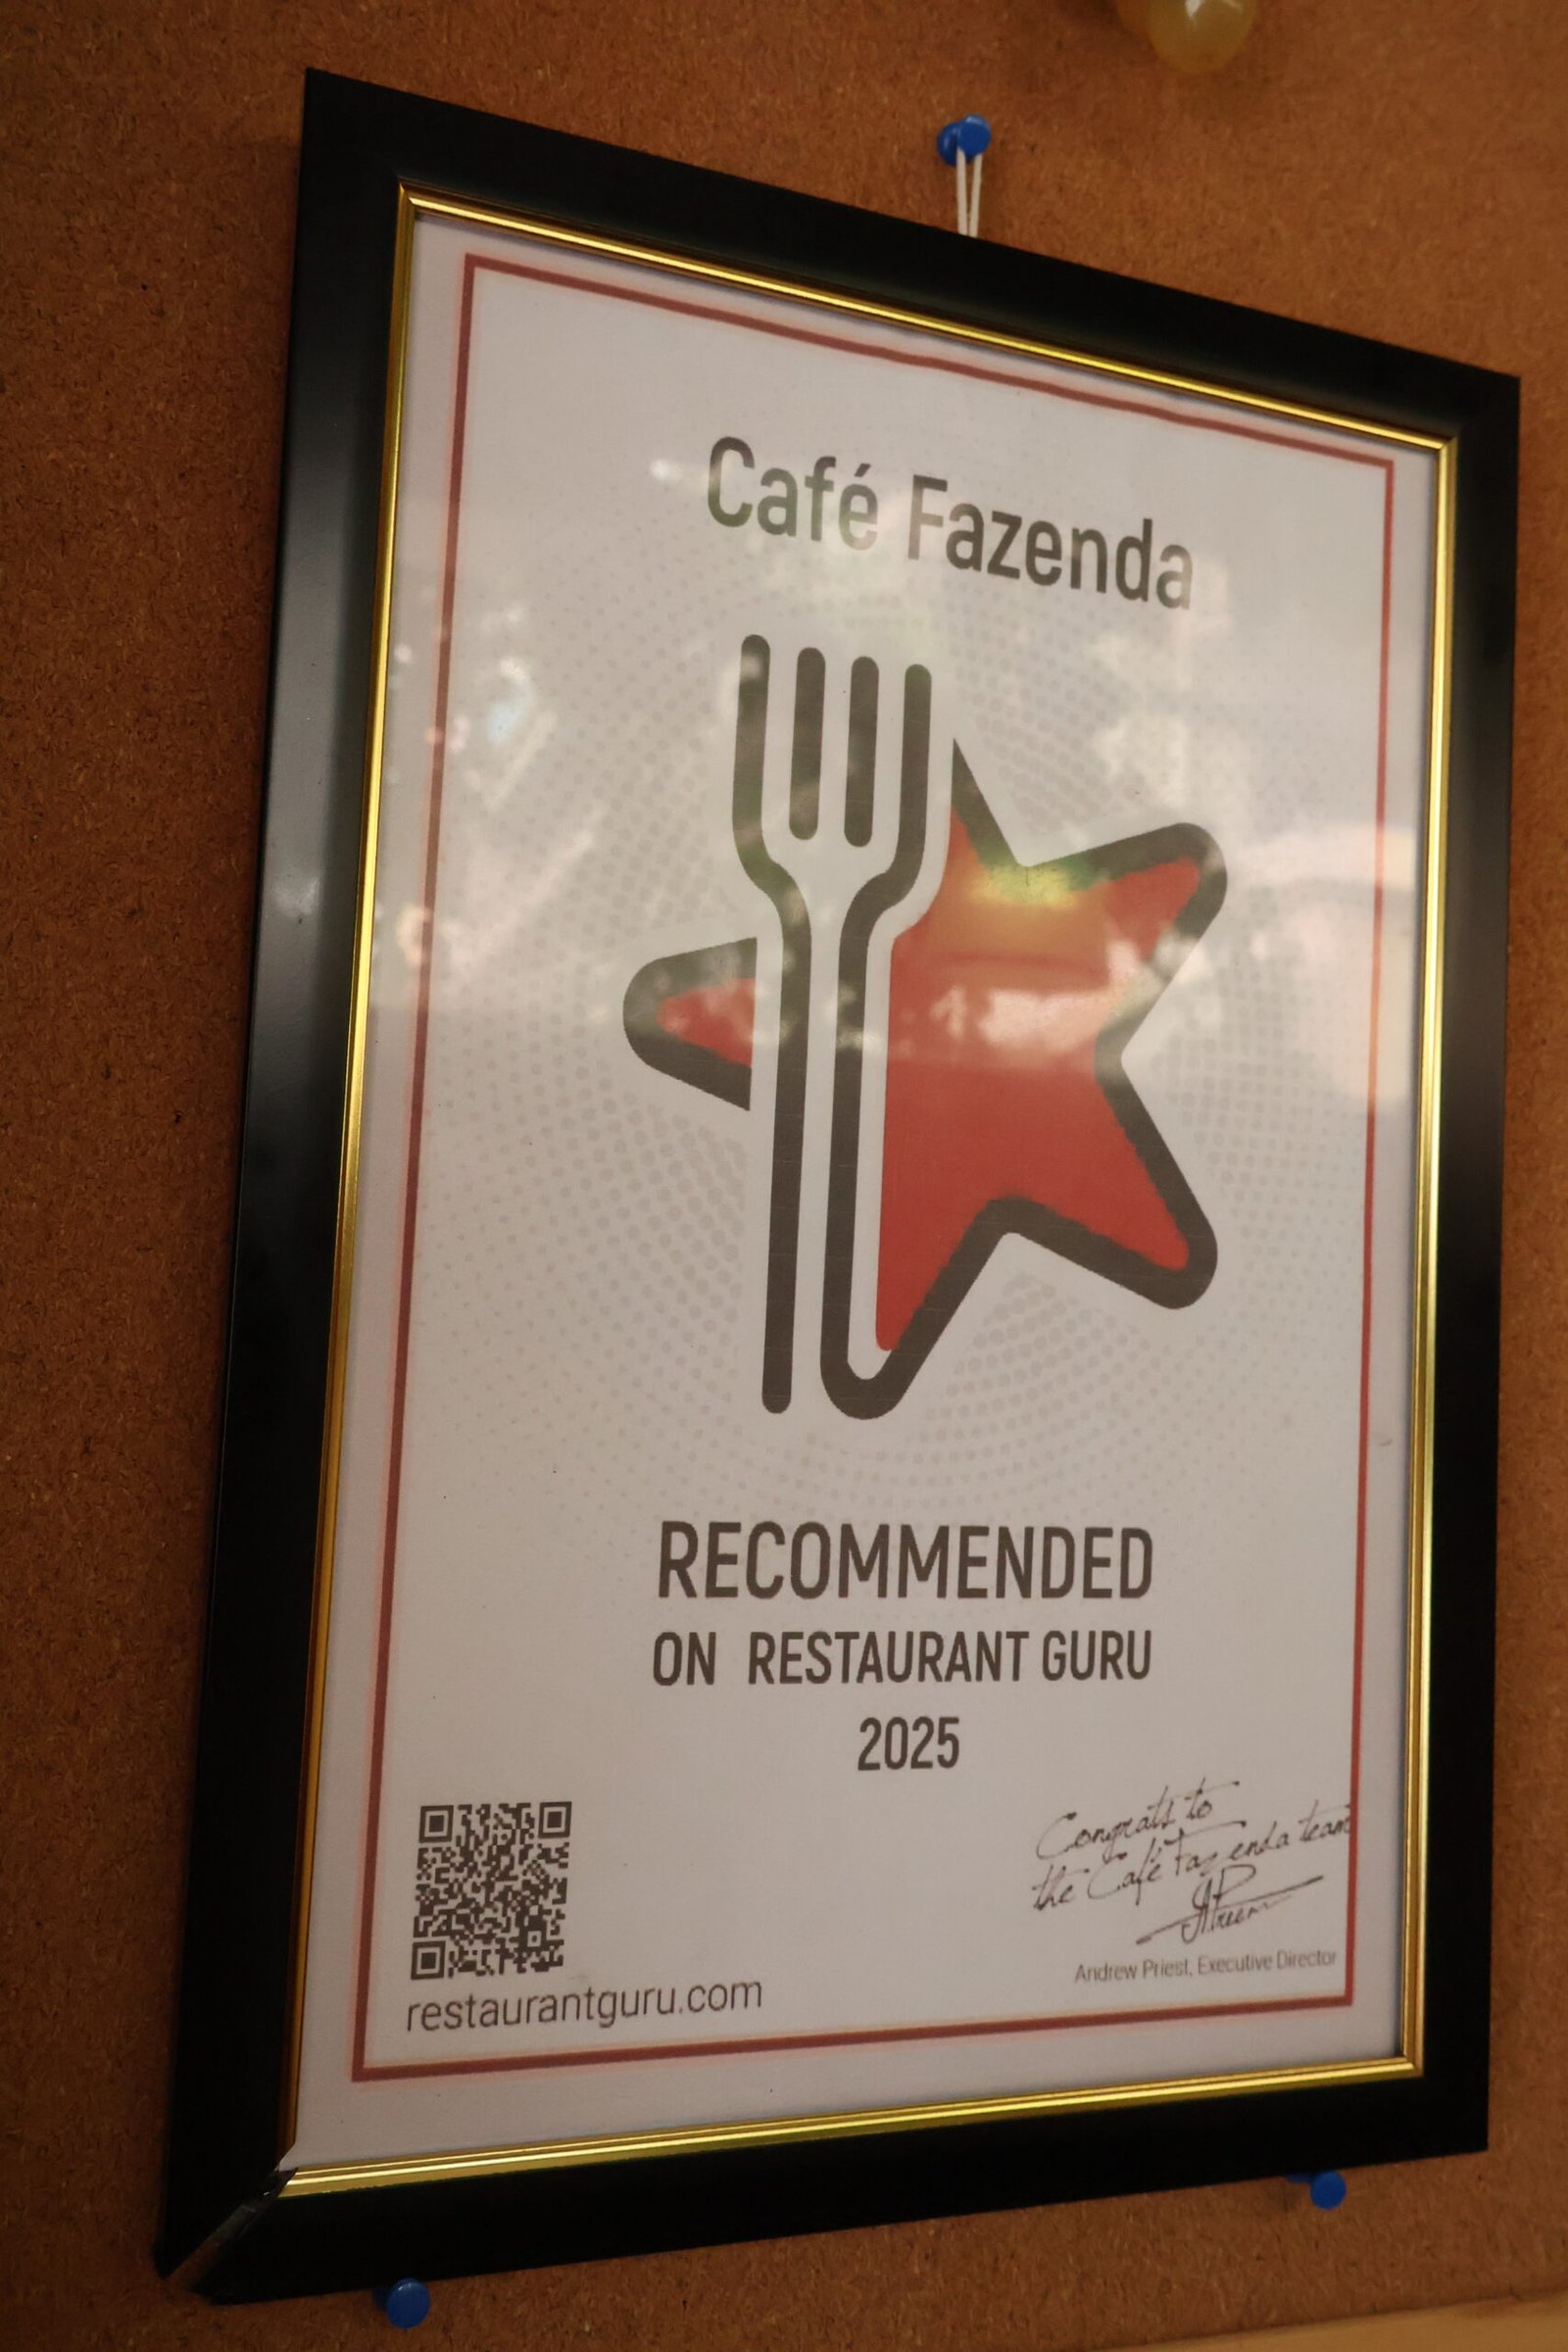 Café Fazenda
RECOMMENDED
ON RESTAURANT GURU
2025
Congrats to
the Café Fazenda team
Andrew Priest, Executive Director
restaurantguru.com